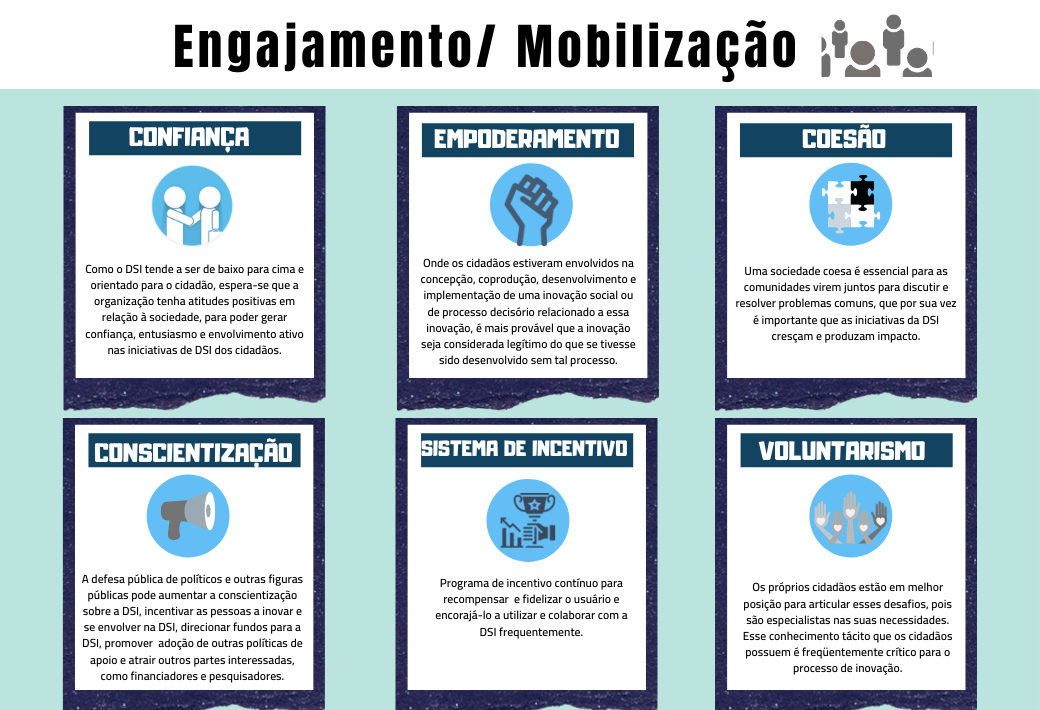 Engajamento/ Mobilização
CONFIANÇA
Como o DSI tende a ser de baixo para cima e
orientado para o cidadão, espera-se que a
organização tenha atitudes positivas em
relação à sociedade, para poder gerar
confiança, entusiasmo e envolvimento ativo
nas iniciativas de DSI dos cidadãos.
EMPODERAMENTO
Onde os cidadãos estiveram envolvidos na
concepção, coprodução, desenvolvimento e
implementação de uma inovação social ou
de processo decisório relacionado a essa
inovação, é mais provável que a inovação
seja considerada legítimo do que se tivesse
sido desenvolvido sem tal processo.
COESÃO
Uma sociedade coesa é essencial para as
comunidades virem juntos para discutir e
resolver problemas comuns, que por sua vez
é importante que as iniciativas da DSI
cresçam e produzam impacto.
CONSCIENTIZAÇÃO
A defesa pública de políticos e outras figuras
públicas pode aumentar a conscientização
sobre a DSI, incentivar as pessoas a inovar e
se envolver na DSI, direcionar fundos para a
DSI, promover adoção de outras políticas de
apoio e atrair outros partes interessadas,
como financiadores e pesquisadores.
SISTEMA DE INCENTIVO
Programa de incentivo contínuo para
recompensar e fidelizar o usuário e
encorajá-lo a utilizar e colaborar com a
DSI frequentemente.
VOLUNTARISMO
Os próprios cidadãos estão em melhor
posição para articular esses desafios, pois
são especialistas nas suas necessidades.
Esse conhecimento tácito que os cidadãos
possuem é freqüentemente crítico para o
processo de inovação.